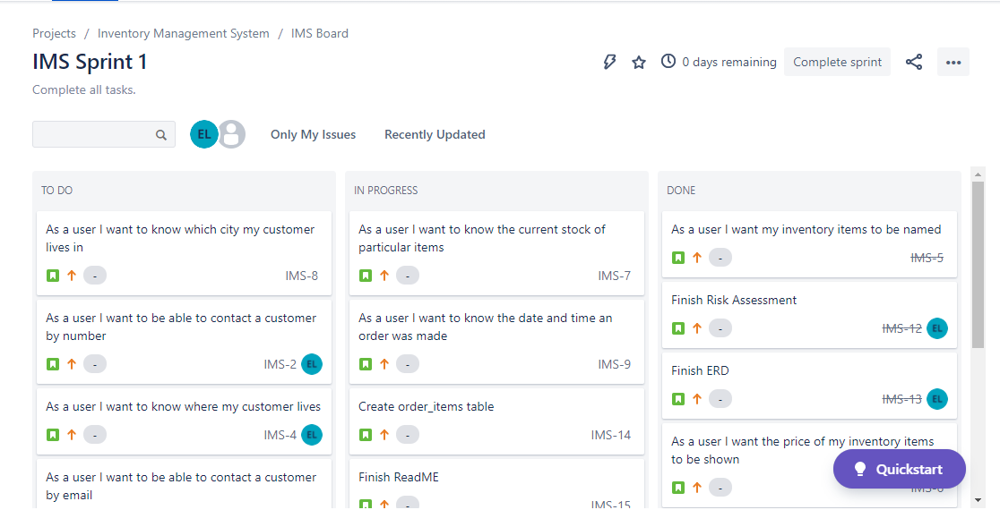 Projects / Inventory Management System / IMS Board
IMS Sprint 1
0 days remaining
Complete sprint
Complete all tasks.
EL
Only My Issues
Recently Updated
TO DO
As a user I want to know which city my customer
lives in
-
IMS-8
As a user I want to be able to contact a customer
by number
-
IMS-2
EL
As a user I want to know where my customer lives
-
IMS-4
EL
As a user I want to be able to contact a customer
by email
IN PROGRESS
As a user I want to know the current stock of
particular items
-
IMS-7
As a user I want to know the date and time an
order was made
-
IMS-9
Create order_items table
-
IMS-14
Finish ReadME
-
IMS-15
DONE
As a user I want my inventory items to be named
-
IMS-5
Finish Risk Assessment
-
IMS-12
EL
Finish ERD
-
IMS-13
EL
As a user I want the price of my inventory items
to be shown
-
Quickstart